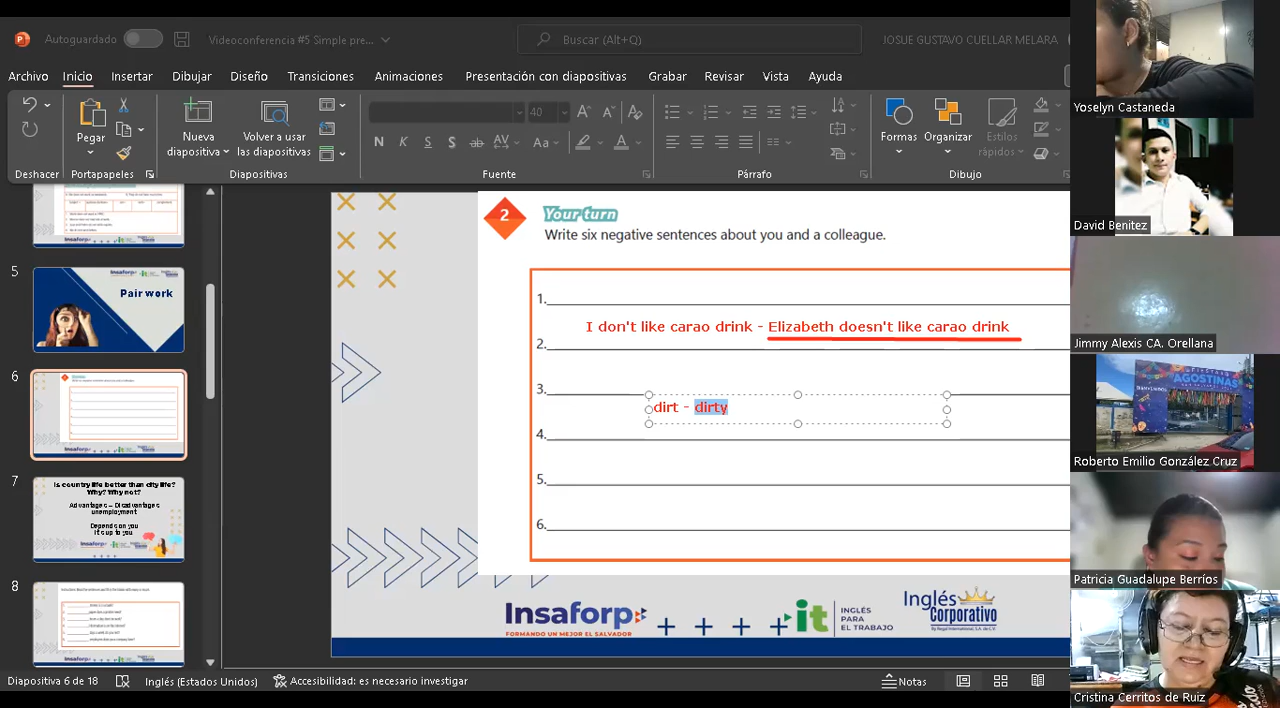 Autoguardado
Videoconferencia #5 Simple pre...
Buscar (Alt+Q)
JOSUE GUSTAVO CUELLAR MELARA
Archivo Inicio Insertar Dibujar Diseño Transiciones Animaciones Presentación con diapositivas Grabar Revisar Vista Ayuda
Pegar
Nueva diapositiva
Volver a usar las diapositivas
40
N K S S ab AV Aa A
Formas
Organizar
Estilos rápidos
Deshacer Portapapeles Diapositivas Fuente Párrafo Dibujo
5
Pair work
6
7
Is country life better than city life?
Why? Why not?
Advantages – Disadvantages
unemployment
Depends on you
It's up to you
8
2
Your turn
Write six negative sentences about you and a colleague.
1.
I don't like carao drink - Elizabeth doesn't like carao drink
2.
3.
dirt - dirty
4.
5.
6.
Insaforp
FORMANDO UN MEJOR EL SALVADOR
it
INGLÉS
PARA
EL TRABAJO
Inglés
Corporativo
Diapositiva 6 de 18
Inglés (Estados Unidos)
Accesibilidad: es necesario investigar
Notas
Yoselyn Castaneda
David Benitez
Jimmy Alexis CA. Orellana
AGOSTINAS
Roberto Emilio González Cruz
Patricia Guadalupe Berríos
Cristina Cerritos de Ruiz